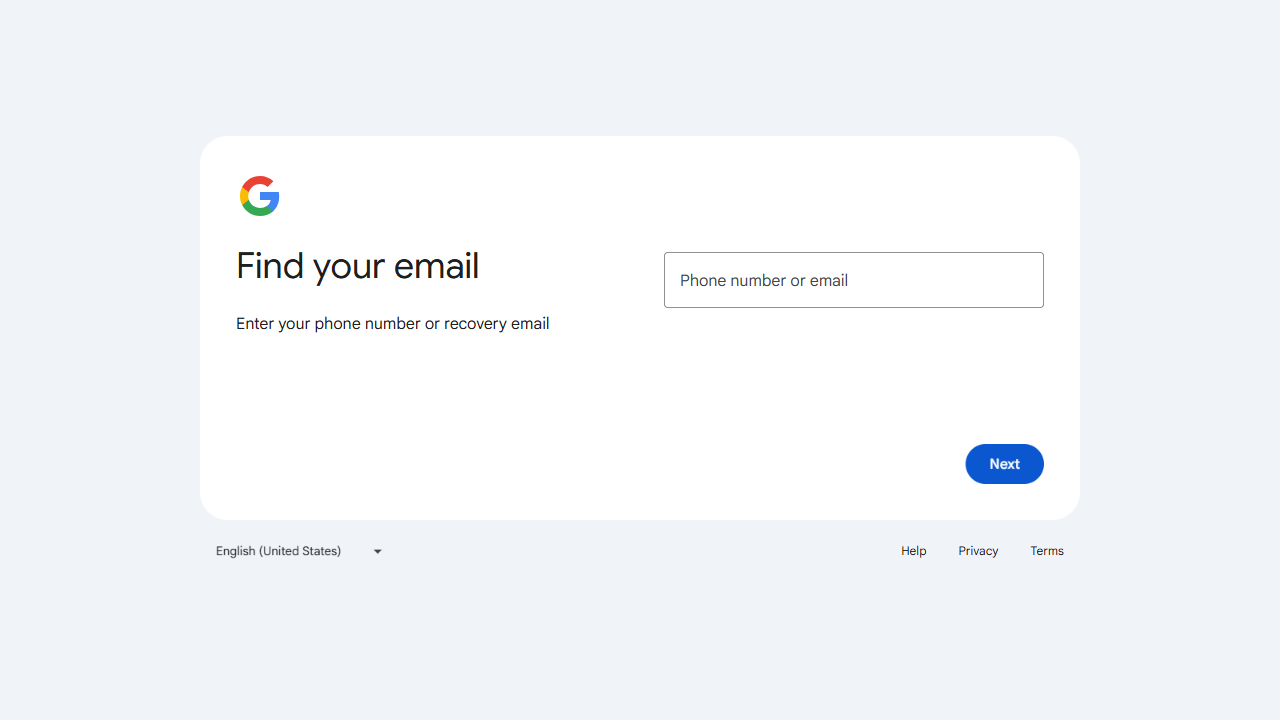 Find your email
Enter your phone number or recovery email
Phone number or email
Next
English (United States)
Help
Privacy
Terms